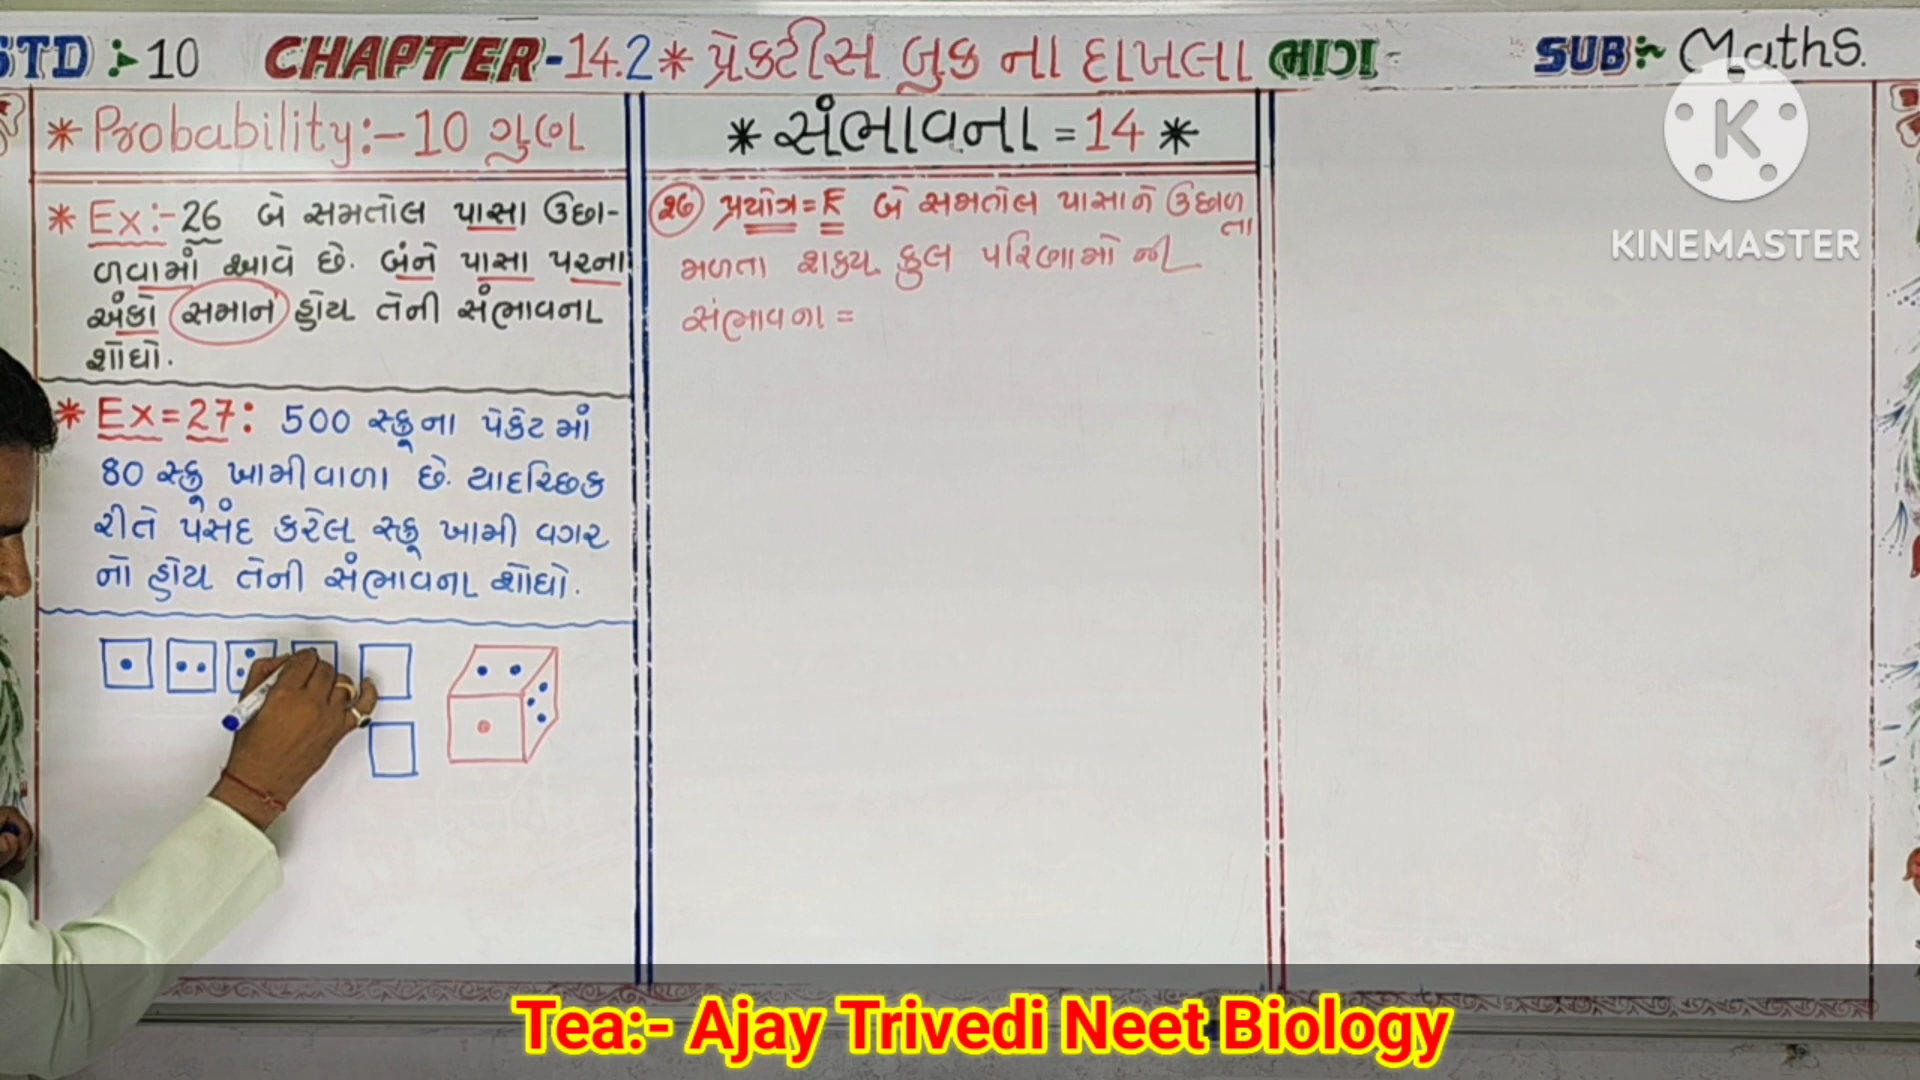 STD :- 10 CHAPTER-14.2 * પ્રેક્ટીસ બુક ના દાખલા ભાગ - SUB :- Maths.
* Probability:- 10 ગુણ
* Ex:- 26 બે સમતોલ પાસા ઉછા-
ળવામાં આવે છે. બંને પાસા પરના
અંકો સમાન હોય તેની સંભાવના
શોધો.
* Ex = 27: 500 સ્ક્રૂના પેકેટ માં
80 સ્ક્રૂ ખામીવાળા છે. યાદચ્છિક
રીતે પસંદ કરેલ સ્ક્રૂ ખામી વગર
નો હોય તેની સંભાવના શોધો.
* સંભાવના = 14 *
26 પ્રયોગ = E બે સમતોલ પાસાને ઉછાળ
તા
મળતા શક્ય કુલ પરિણામો ની
સંભાવના =
K
KINEMASTER
Tea:- Ajay Trivedi Neet Biology